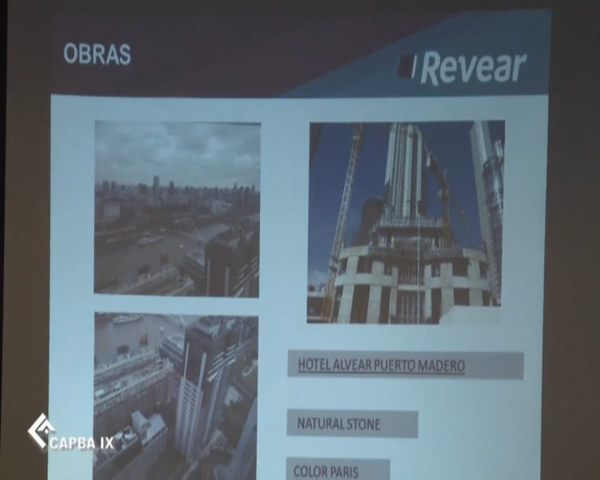 OBRAS
Revear
HOTEL ALVEAR PUERTO MADERO
NATURAL STONE
COLOR PARIS
CAPBA IX